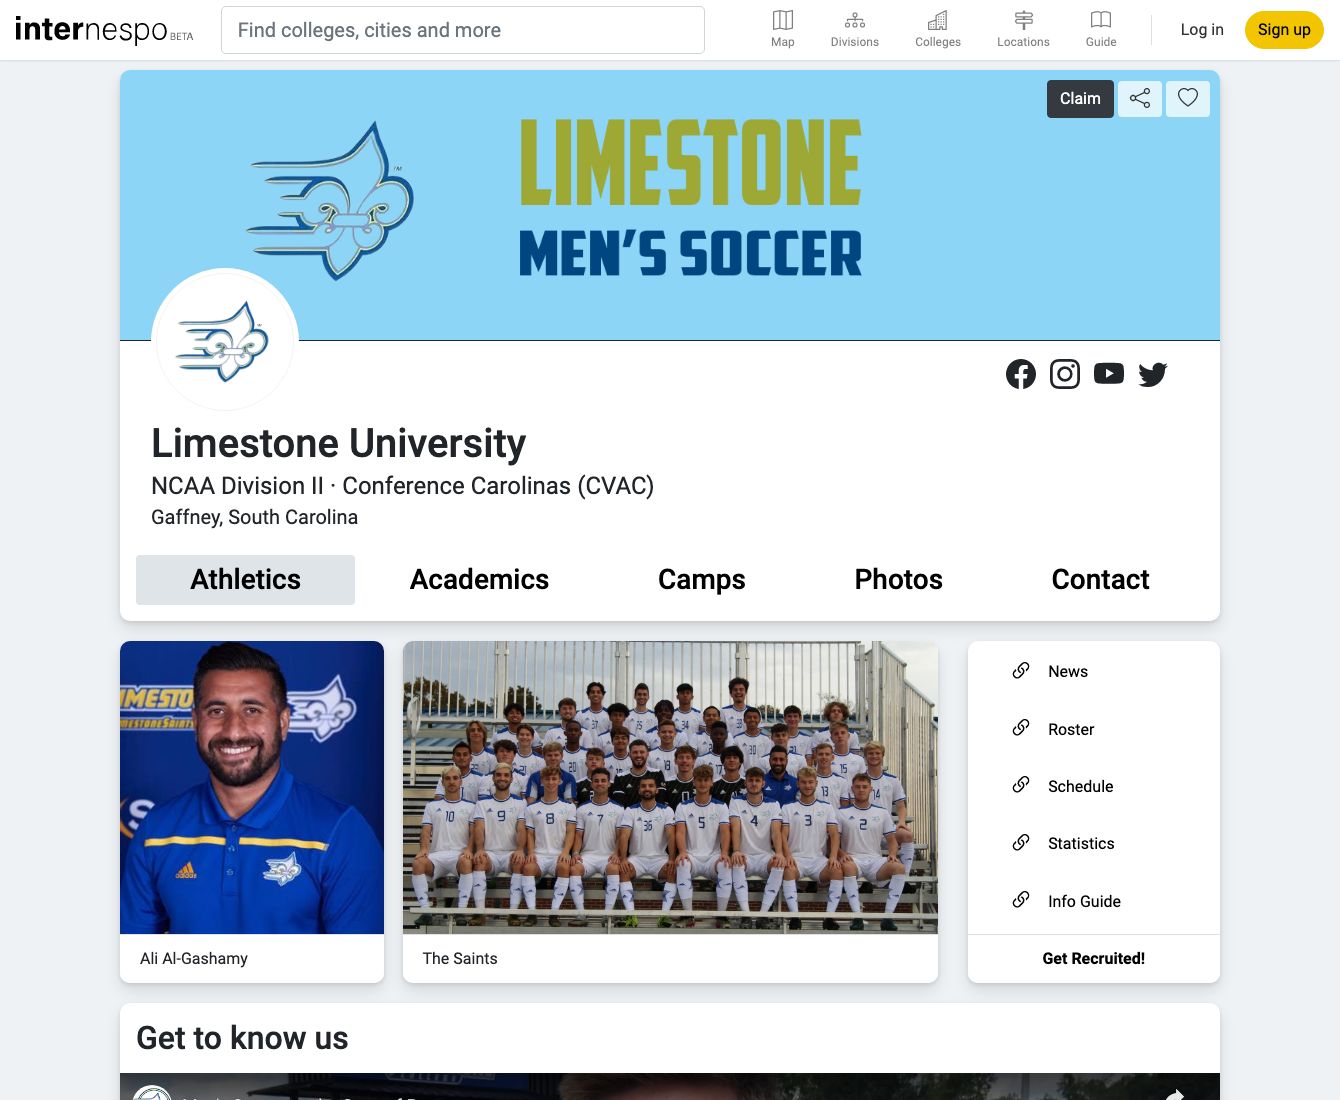 internespo BETA
Find colleges, cities and more
Map
Divisions
Colleges
Locations
Guide
Log in
Sign up
Claim
LIMESTONE
MEN'S SOCCER
Limestone University
NCAA Division II · Conference Carolinas (CVAC)
Gaffney, South Carolina
Athletics
Academics
Camps
Photos
Contact
Ali Al-Gashamy
The Saints
News
Roster
Schedule
Statistics
Info Guide
Get Recruited!
Get to know us